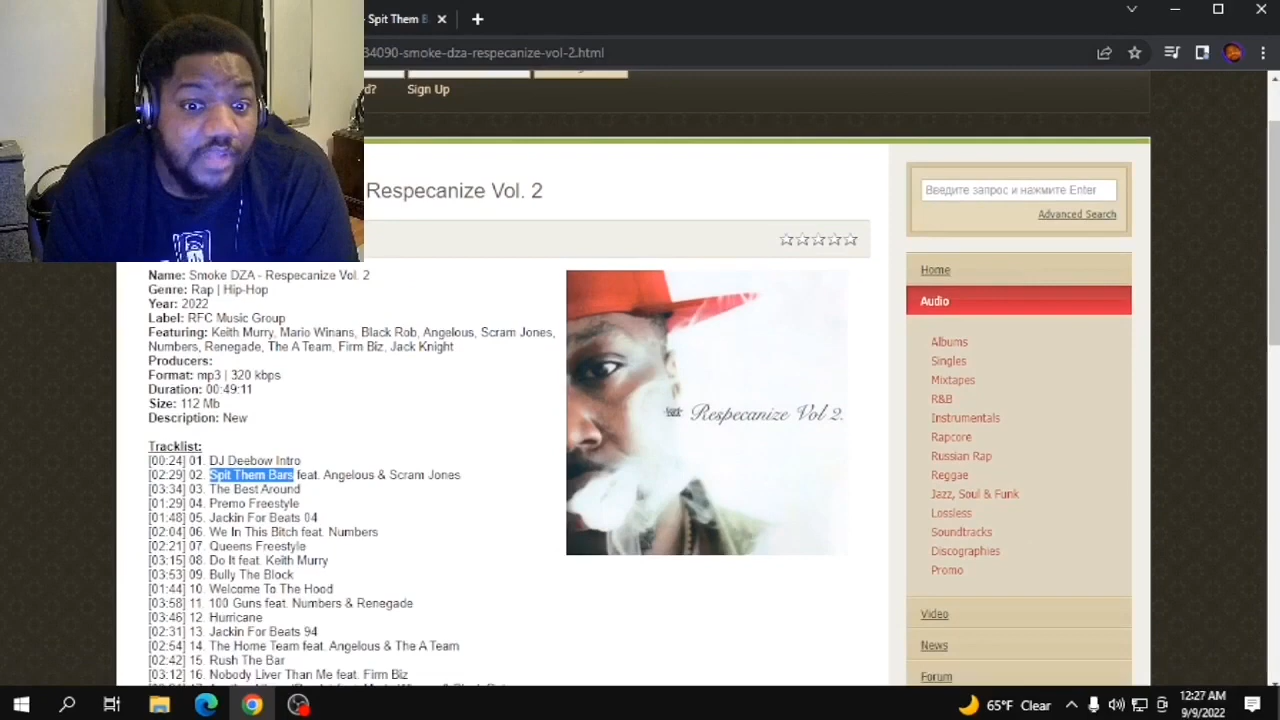 Spit Them B
34090-smoke-dza-respecanize-vol-2.html
d?
Sign Up
Respecanize Vol. 2
Введите запрос и нажмите Enter
Advanced Search
Name: Smoke DZA - Respecanize Vol. 2
Genre: Rap | Hip-Hop
Year: 2022
Label: RFC Music Group
Featuring: Keith Murry, Mario Winans, Black Rob, Angelous, Scram Jones,
Numbers, Renegade, The A Team, Firm Biz, Jack Knight
Producers:
Format: mp3 | 320 kbps
Duration: 00:49:11
Size: 112 Mb
Description: New
Respecanize Vol 2.
Tracklist:
[00:24] 01. DJ Deebow Intro
[02:29] 02. Spit Them Bars feat. Angelous & Scram Jones
[03:34] 03. The Best Around
[01:29] 04. Premo Freestyle
[01:48] 05. Jackin For Beats 04
[02:04] 06. We In This Bitch feat. Numbers
[02:21] 07. Queens Freestyle
[03:15] 08. Do It feat. Keith Murry
[03:53] 09. Bully The Block
[01:44] 10. Welcome To The Hood
[03:58] 11. 100 Guns feat. Numbers & Renegade
[03:46] 12. Hurricane
[02:31] 13. Jackin For Beats 94
[02:54] 14. The Home Team feat. Angelous & The A Team
[02:42] 15. Rush The Bar
[03:12] 16. Nobody Liver Than Me feat. Firm Biz
Home
Audio
Albums
Singles
Mixtapes
R&B
Instrumentals
Rapcore
Russian Rap
Reggae
Jazz, Soul & Funk
Lossless
Soundtracks
Discographies
Promo
Video
News
Forum
65°F Clear
12:27 AM
9/9/2022